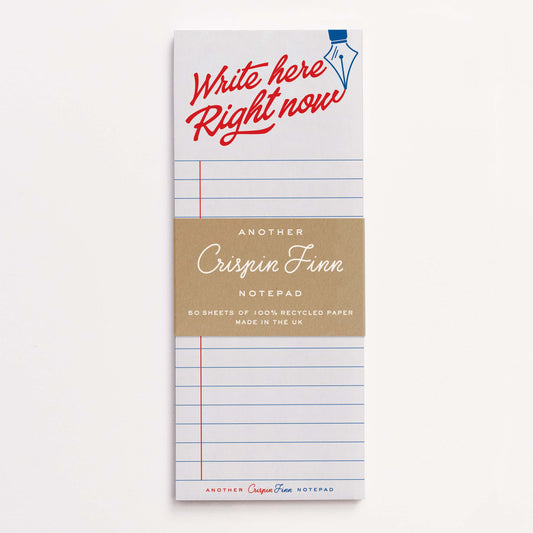 Write here
Right now
ANOTHER
Crispin Finn
NOTEPAD
50 SHEETS OF 100% RECYCLED PAPER
MADE IN THE UK
ANOTHER Crispin Finn NOTEPAD